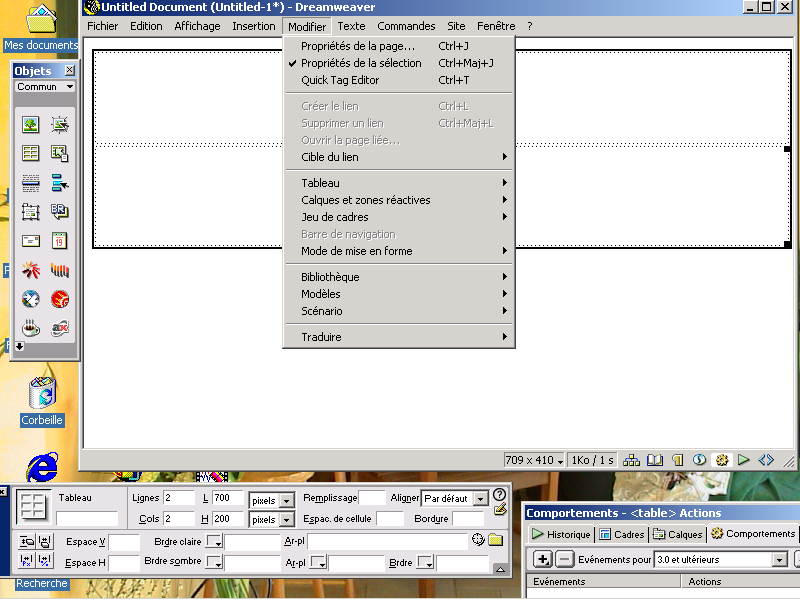 Untitled Document (Untitled-1*) - Dreamweaver
Fichier Edition Affichage Insertion Modifier Texte Commandes Site Fenêtre ?
Mes documents
Objets
Commun
Propriétés de la page... Ctrl+J
Propriétés de la sélection Ctrl+Maj+J
Quick Tag Editor Ctrl+T
Créer le lien Ctrl+L
Supprimer un lien Ctrl+Maj+L
Ouvrir la page liée...
Cible du lien
Tableau
Calques et zones réactives
Jeu de cadres
Barre de navigation
Mode de mise en forme
Bibliothèque
Modèles
Scénario
Traduire
Corbeille
709 x 410 1Ko / 1 s
Tableau Lignes 2 L 700 pixels Remplissage Aligner Par défaut
Cols 2 H 200 pixels Espac. de cellule Bordure
Espace V Brdre claire Ar-pl
Espace H Brdre sombre Ar-pl Brdre
Recherche
Comportements - <table> Actions
Historique Cadres Calques Comportements
Evénements pour 3.0 et ultérieurs
Evénements Actions